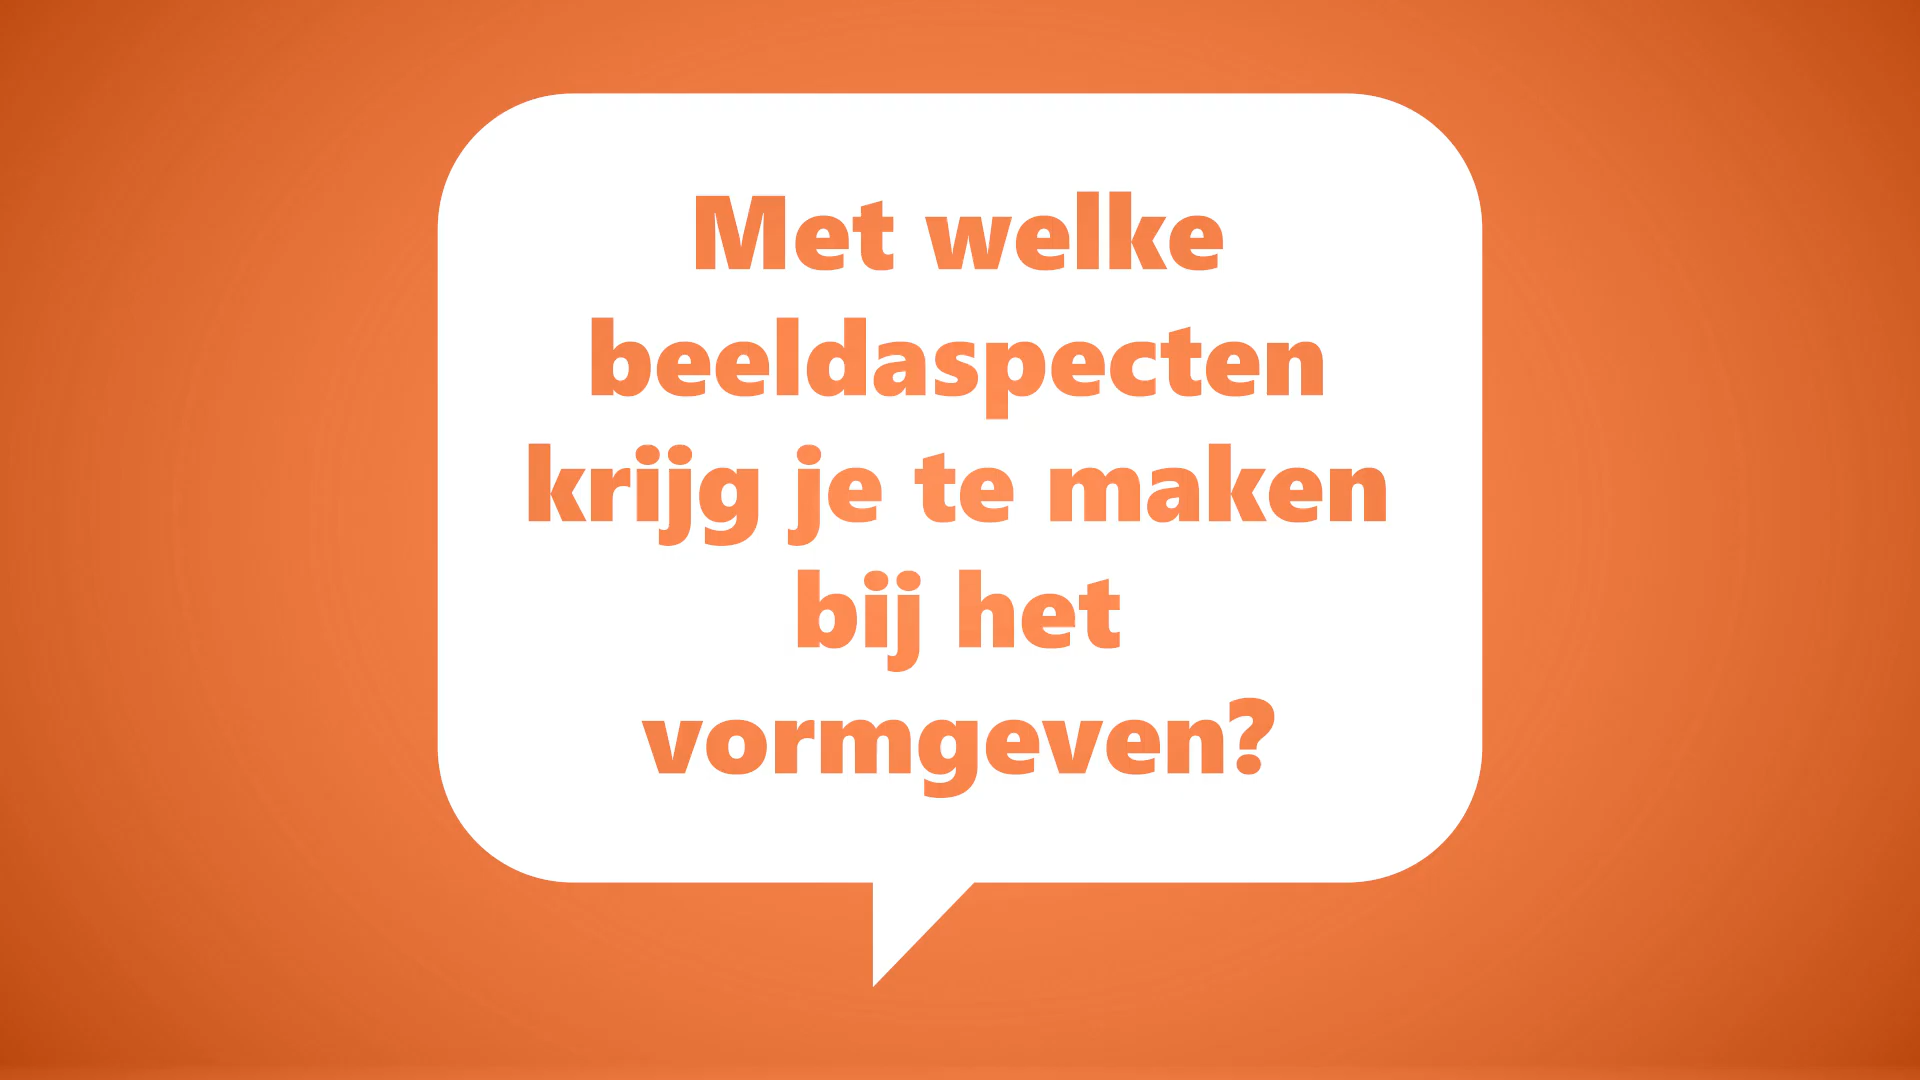 Met welke
beeldaspecten
krijg je te maken
bij het
vormgeven?